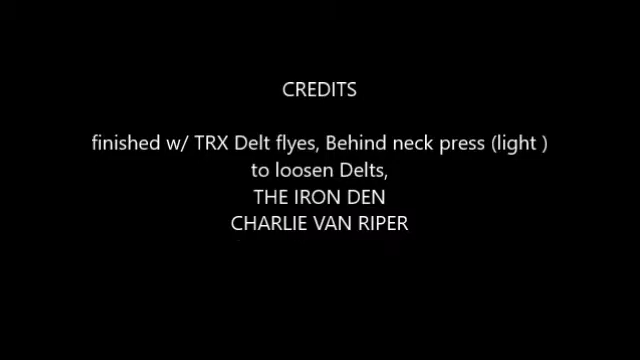 CREDITS
finished w/ TRX Delt flyes, Behind neck press (light )
to loosen Delts,
THE IRON DEN
CHARLIE VAN RIPER